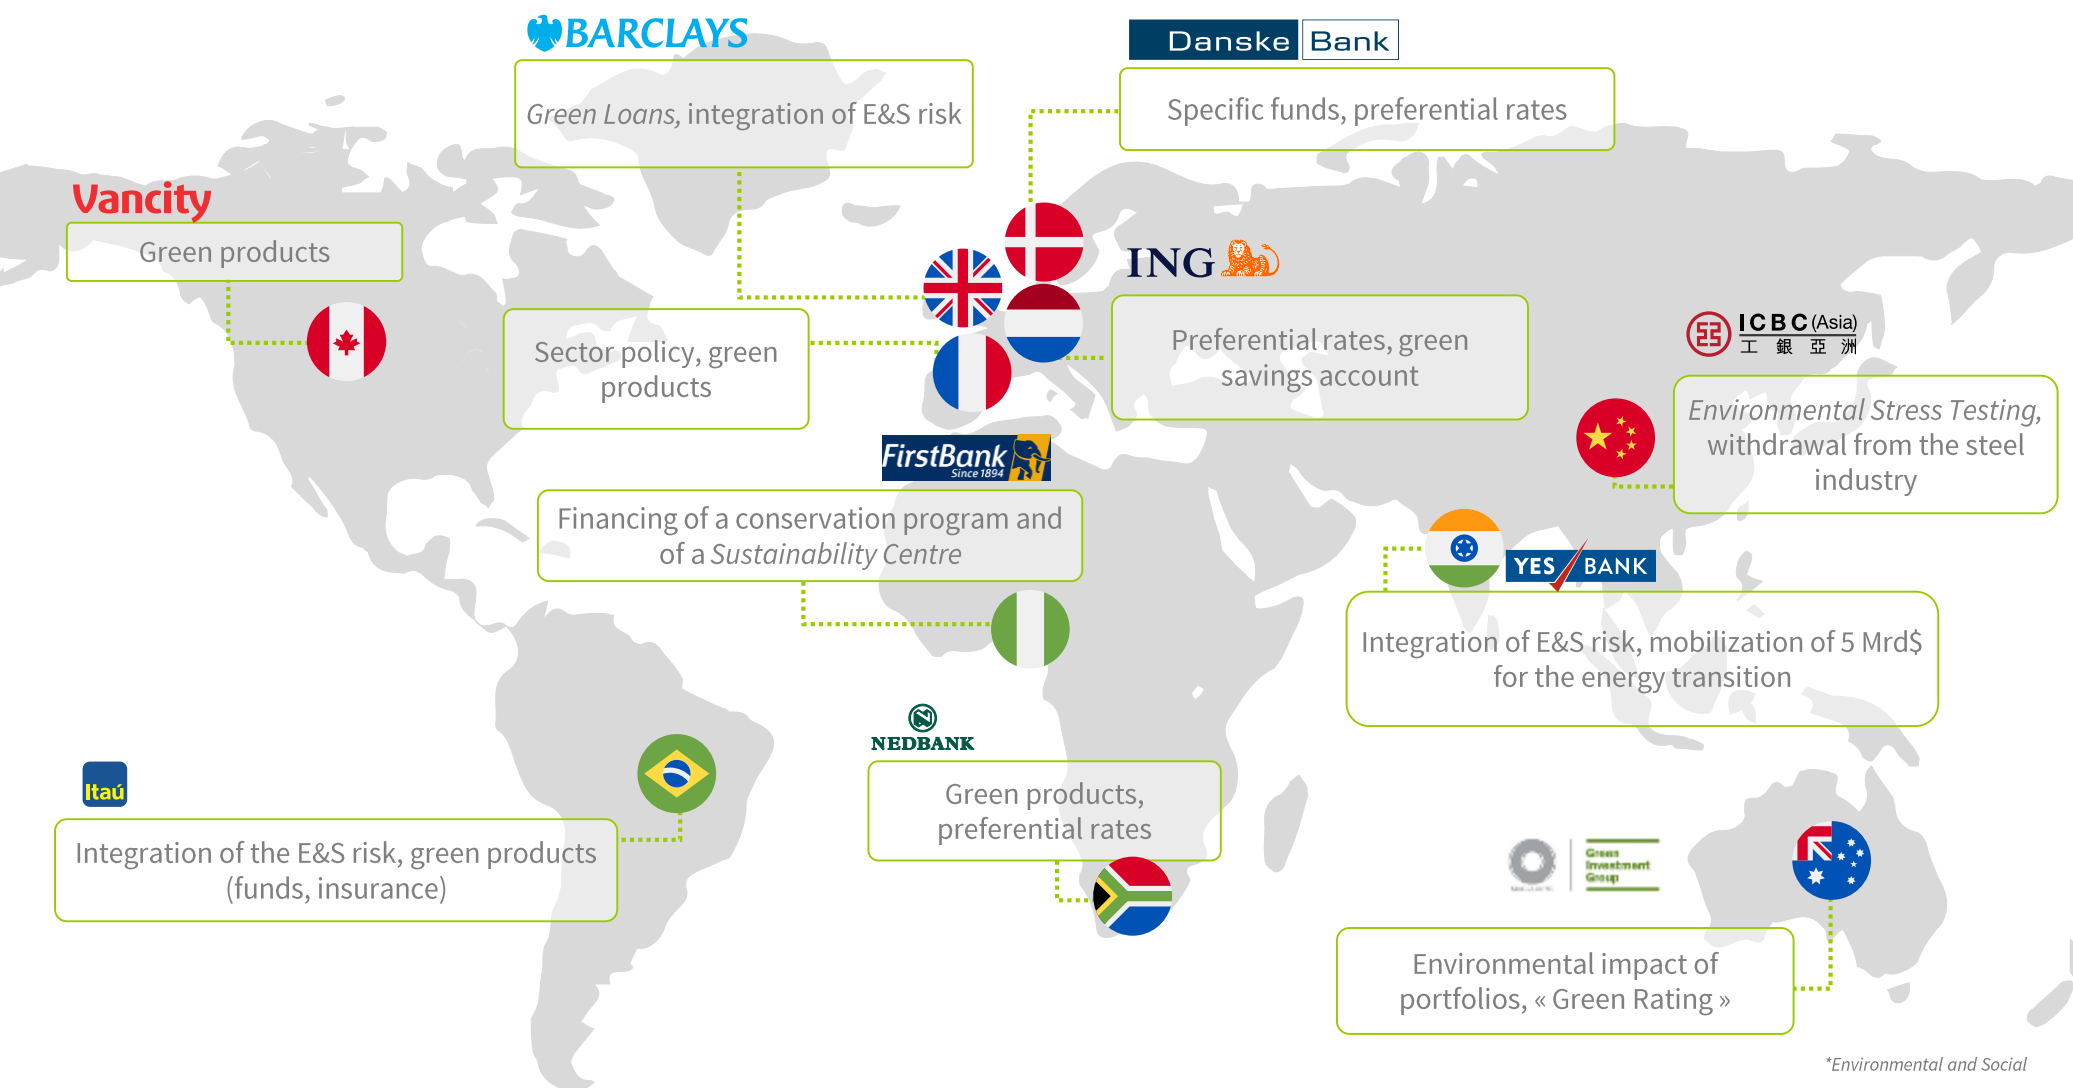 BARCLAYS
Green Loans, integration of E&S risk
Danske Bank
Specific funds, preferential rates
Vancity
Green products
ING
Preferential rates, green
savings account
Sector policy, green
products
ICBC (Asia)
工銀亞洲
Environmental Stress Testing,
withdrawal from the steel
industry
FirstBank
Since 1894
Financing of a conservation program and
of a Sustainability Centre
YES BANK
Integration of E&S risk, mobilization of 5 Mrd$
for the energy transition
NEDBANK
Green products,
preferential rates
Itaú
Integration of the E&S risk, green products
(funds, insurance)
Green
Investment
Group
Environmental impact of
portfolios, « Green Rating »
*Environmental and Social